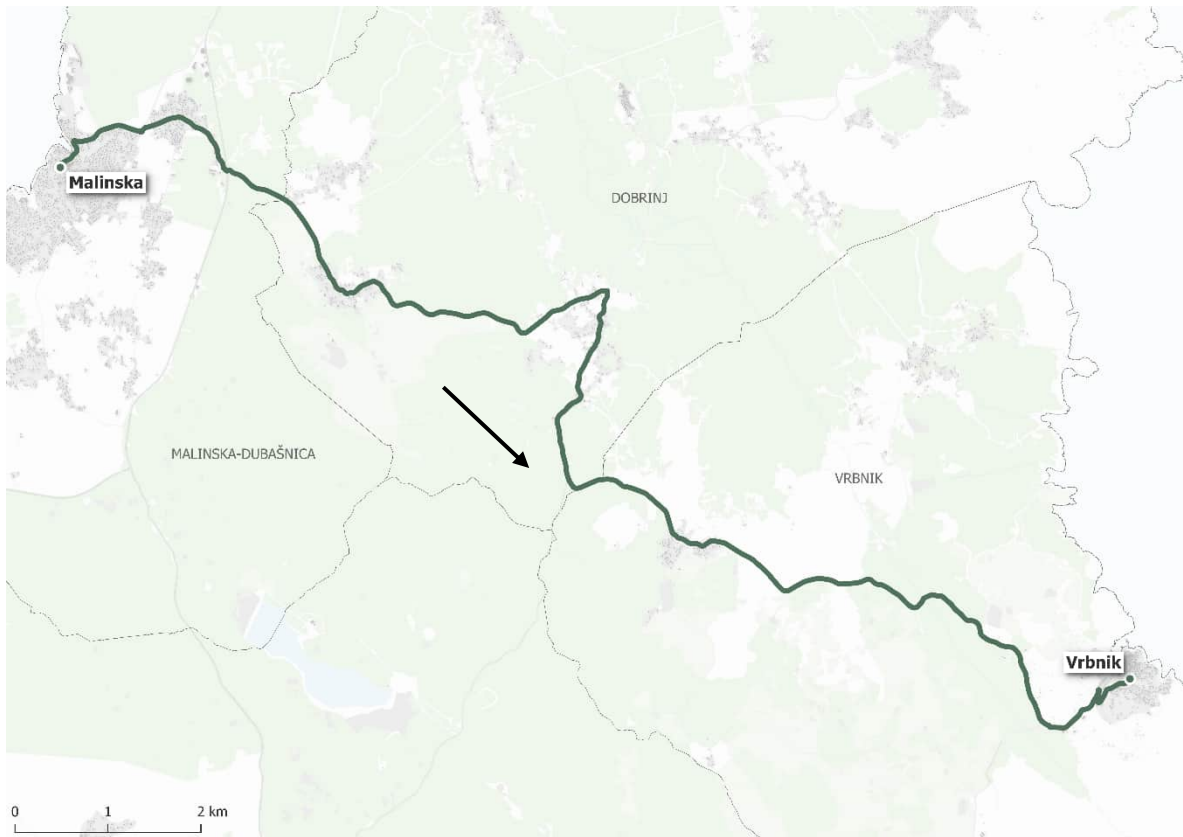 Malinska
DOBRINJ
MALINSKA-DUBAŠNICA
VRBNIK
Vrbnik
0 1 2 km